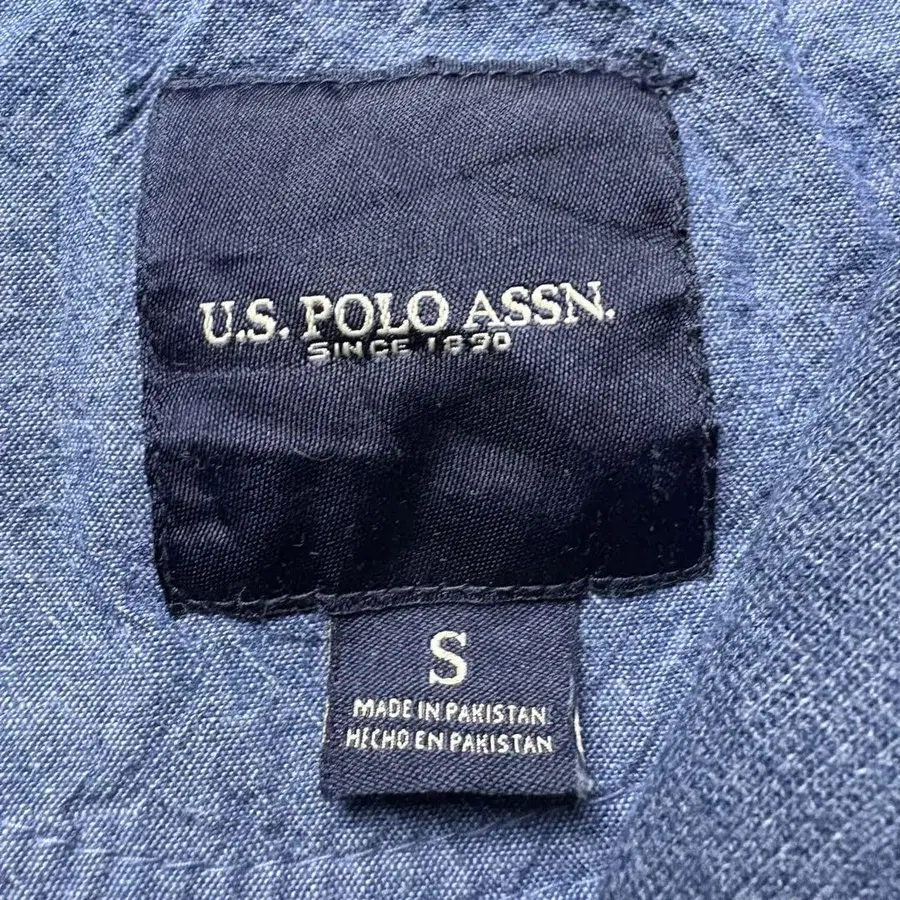 U.S. POLO ASSN.
SINCE 1890
S
MADE IN PAKISTAN
HECHO EN PAKISTAN